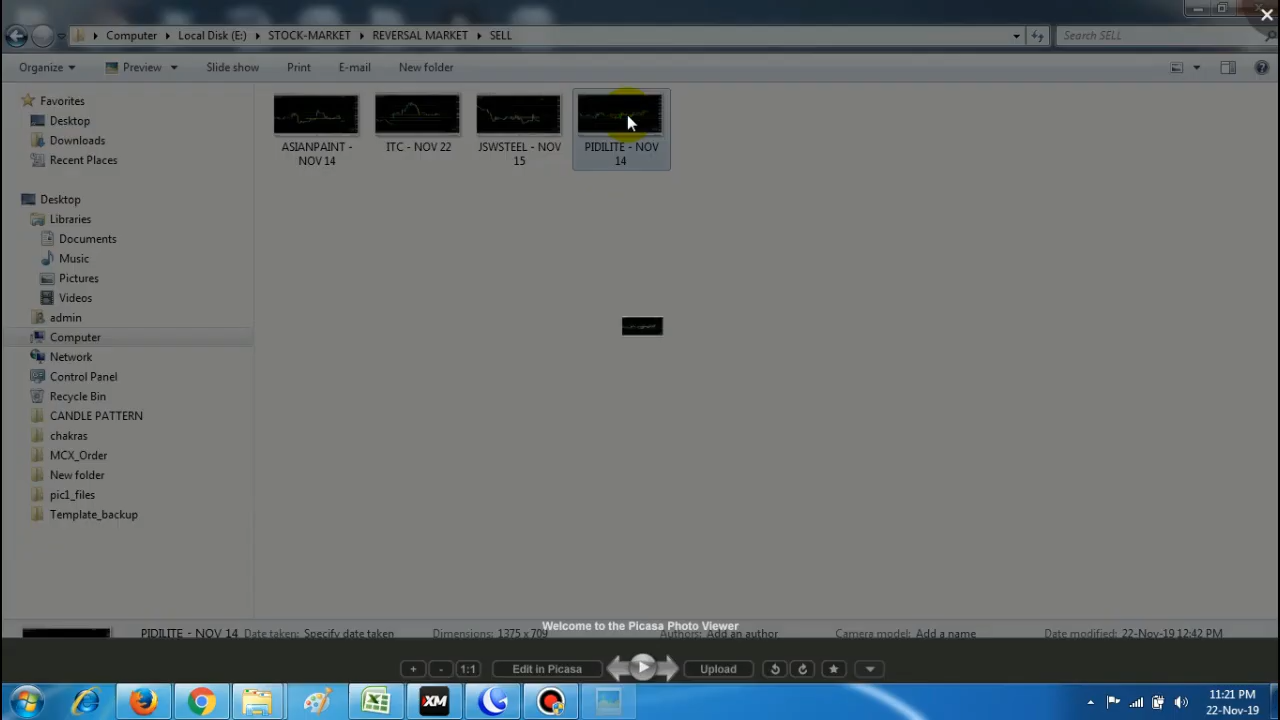 Computer Local Disk (E:) STOCK-MARKET REVERSAL MARKET SELL Search SELL
Organize Preview Slide show Print E-mail New folder
Favorites
Desktop
Downloads
Recent Places
Desktop
Libraries
Documents
Music
Pictures
Videos
admin
Computer
Network
Control Panel
Recycle Bin
CANDLE PATTERN
chakras
MCX_Order
New folder
pic1_files
Template_backup
ASIANPAINT -
NOV 14
ITC - NOV 22
JSWSTEEL - NOV
15
PIDILITE - NOV
14
Welcome to the Picasa Photo Viewer
PIDILITE - NOV 14 Date taken: Specify date taken Dimensions: 1375 x 709 Authors: Add an author Camera model: Add a name Date modified: 22-Nov-19 12:42 PM
+ - 1:1 Edit in Picasa Upload
XM
11:21 PM
22-Nov-19